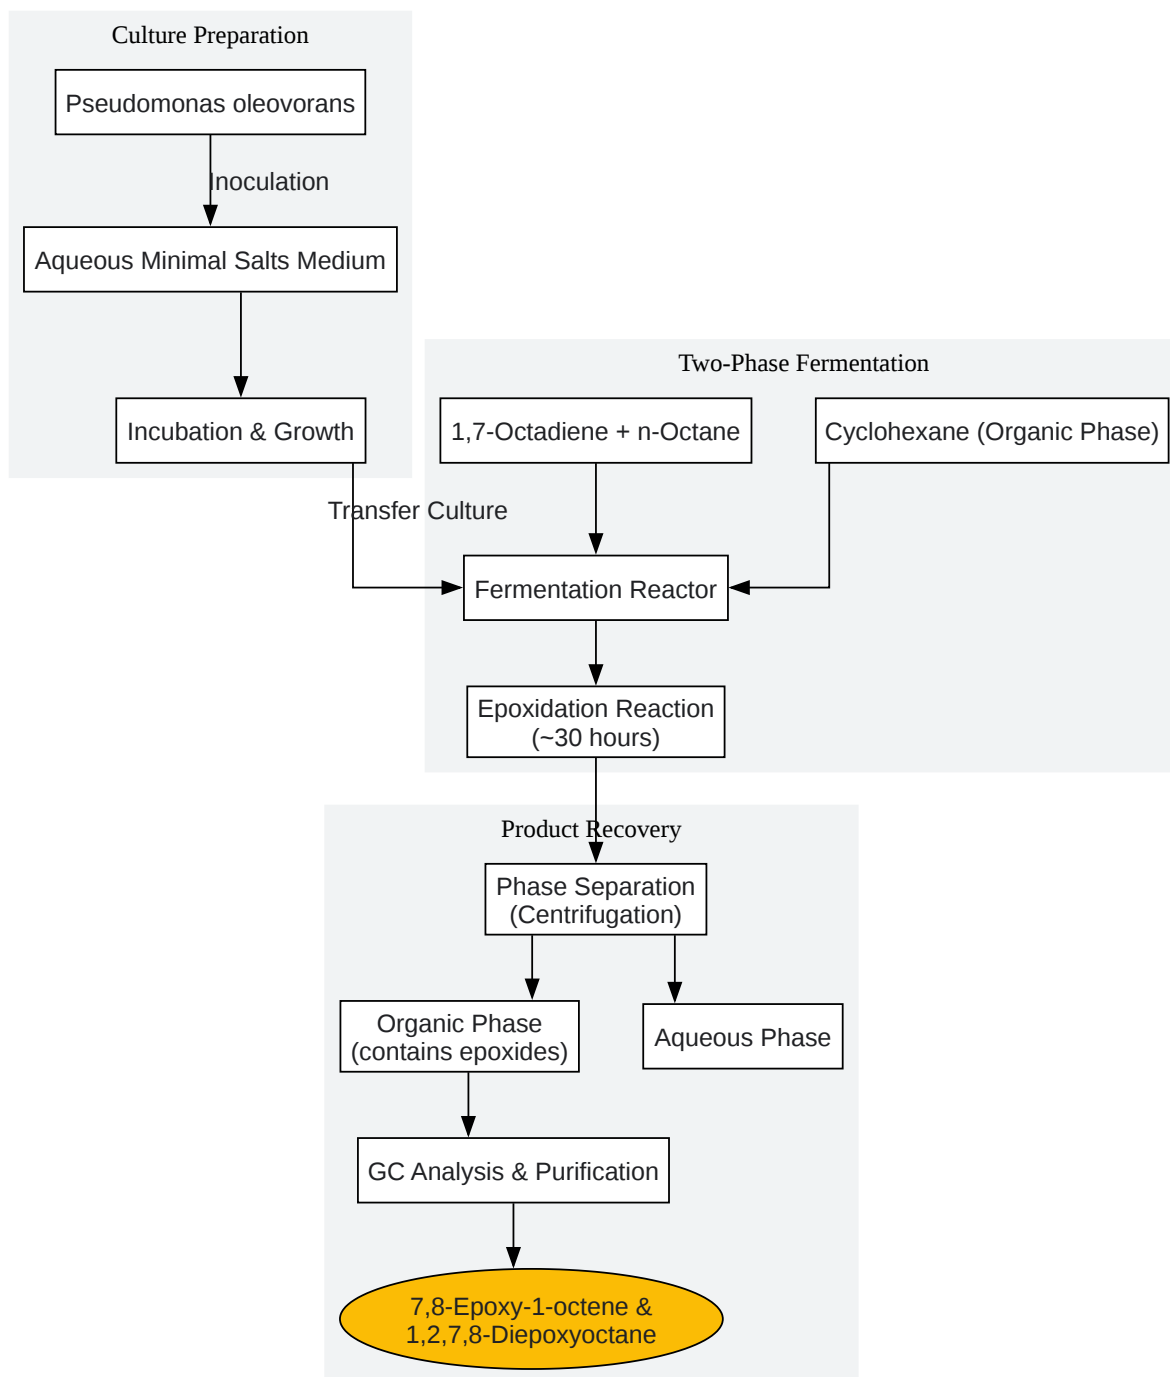 Culture Preparation
Pseudomonas oleovorans
Inoculation
Aqueous Minimal Salts Medium
Incubation & Growth
Two-Phase Fermentation
1,7-Octadiene + n-Octane
Cyclohexane (Organic Phase)
Transfer Culture
Fermentation Reactor
Epoxidation Reaction
(~30 hours)
Product Recovery
Phase Separation
(Centrifugation)
Organic Phase
(contains epoxides)
Aqueous Phase
GC Analysis & Purification
7,8-Epoxy-1-octene &
1,2,7,8-Diepoxyoctane